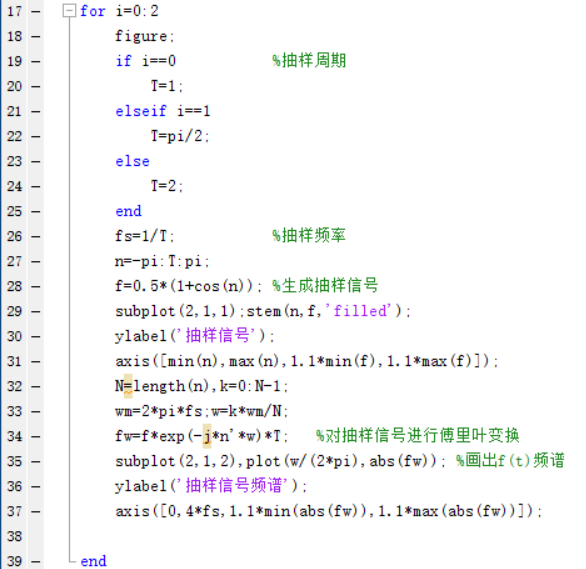 17 — for i=0:2
18 — figure;
19 — if i==0 %抽样周期
20 — T=1;
21 — elseif i==1
22 — T=pi/2;
23 — else
24 — T=2;
25 — end
26 — fs=1/T; %抽样频率
27 — n=-pi:T:pi;
28 — f=0.5*(1+cos(n)); %生成抽样信号
29 — subplot(2,1,1);stem(n,f,'filled');
30 — ylabel('抽样信号');
31 — axis([min(n),max(n),1.1*min(f),1.1*max(f)]);
32 — N=length(n),k=0:N-1;
33 — wm=2*pi*fs;w=k*wm/N;
34 — fw=f*exp(-j*n'*w)*T; %对抽样信号进行傅里叶变换
35 — subplot(2,1,2),plot(w/(2*pi),abs(fw)); %画出f(t)频谱
36 — ylabel('抽样信号频谱');
37 — axis([0,4*fs,1.1*min(abs(fw)),1.1*max(abs(fw))]);
38
39 — end